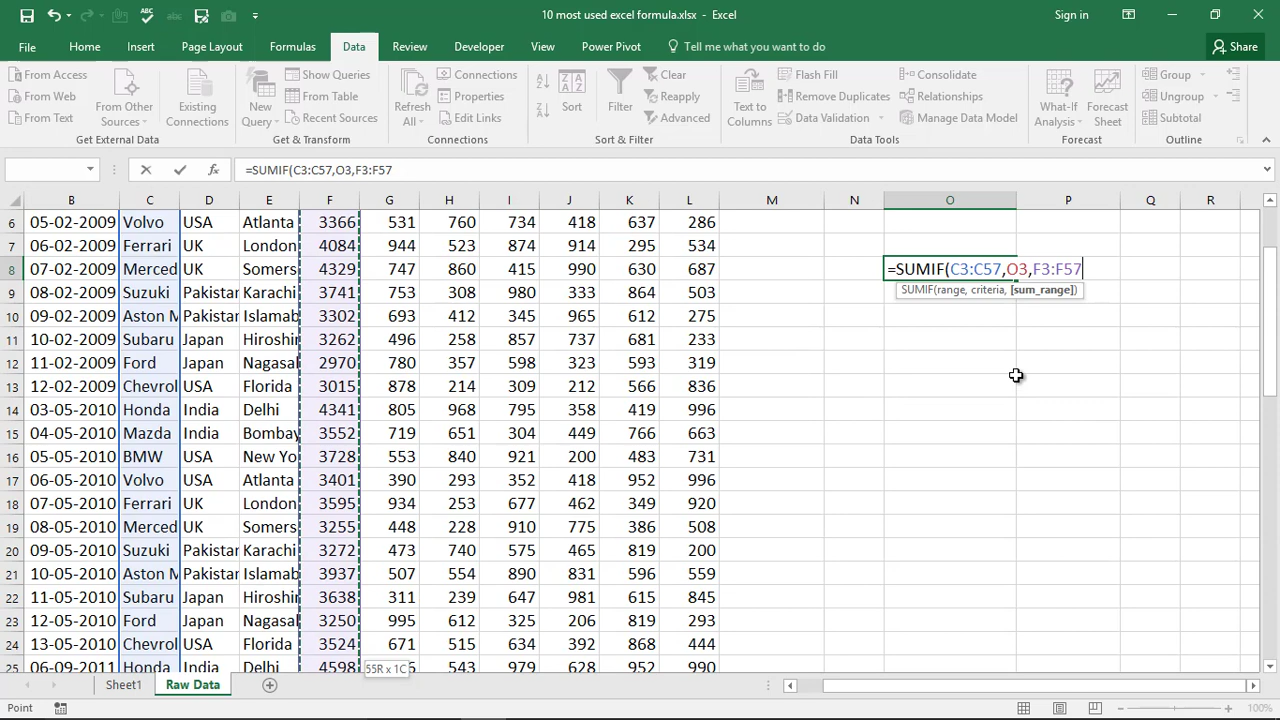 10 most used excel formula.xlsx - Excel
Sign in
File Home Insert Page Layout Formulas Data Review View Developer Power Pivot Tell me what you want to do Share
From Access
From Web
From Text
From Other Sources
Existing Connections
Get External Data
New Query
Show Queries
From Table
Recent Sources
Get & Transform
Refresh All
Connections
Properties
Edit Links
Connections
Sort
Filter
Clear
Reapply
Advanced
Sort & Filter
Text to Columns
Flash Fill
Remove Duplicates
Data Validation
Consolidate
Relationships
Manage Data Model
Data Tools
What-If Analysis
Forecast Sheet
Forecast
Group
Ungroup
Subtotal
Outline
=SUMIF(C3:C57,O3,F3:F57
B C D E F G H I J K L M N O P Q R
6 05-02-2009 Volvo USA Atlanta 3366 531 760 734 418 637 286
7 06-02-2009 Ferrari UK London 4084 944 523 874 914 295 534
8 07-02-2009 Merced UK Somers 4329 747 860 415 990 630 687 =SUMIF(C3:C57,O3,F3:F57
9 08-02-2009 Suzuki Pakistan Karachi 3741 753 308 980 333 864 503 SUMIF(range, criteria, [sum_range])
10 09-02-2009 Aston M Pakistan Islamab 3302 693 412 345 965 612 275
11 10-02-2009 Subaru Japan Hiroshi 3262 496 258 857 737 681 233
12 11-02-2009 Ford Japan Nagasal 2970 780 357 598 323 593 319
13 12-02-2009 Chevrol USA Florida 3015 878 214 309 212 566 836
14 03-05-2010 Honda India Delhi 4341 805 968 795 358 419 996
15 04-05-2010 Mazda India Bombay 3552 719 651 304 449 766 663
16 05-05-2010 BMW USA New Yo 3728 553 840 921 200 483 731
17 06-05-2010 Volvo USA Atlanta 3401 390 293 352 418 952 996
18 07-05-2010 Ferrari UK London 3595 934 253 677 462 349 920
19 08-05-2010 Merced UK Somers 3255 448 228 910 775 386 508
20 09-05-2010 Suzuki Pakistan Karachi 3272 473 740 575 465 819 200
21 10-05-2010 Aston M Pakistan Islamab 3937 507 554 890 831 596 559
22 11-05-2010 Subaru Japan Hiroshi 3638 311 239 647 981 615 845
23 12-05-2010 Ford Japan Nagasal 3250 995 612 325 206 819 293
24 13-05-2010 Chevrol USA Florida 3524 671 515 634 392 868 444
25 06-09-2011 Honda India Delhi 4598 6 543 979 628 952 990
55R x 1C
Sheet1 Raw Data
Point 100%